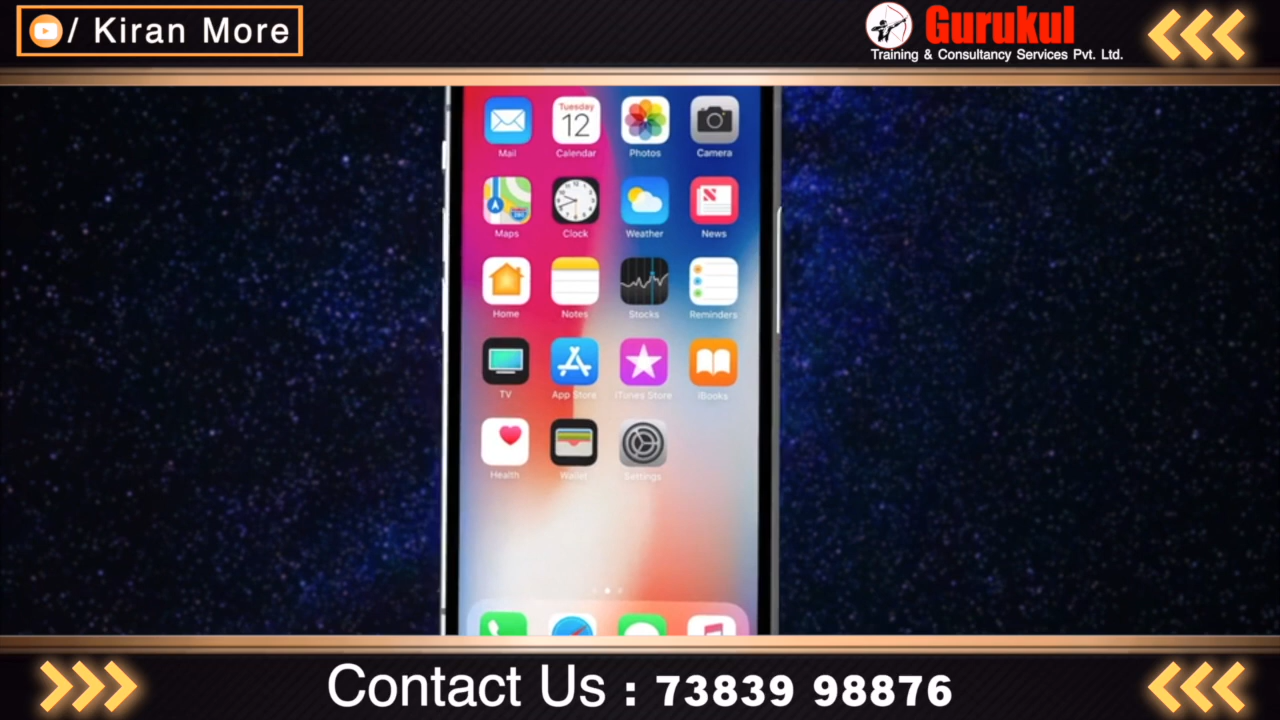 / Kiran More
Gurukul
Training & Consultancy Services Pvt. Ltd.
Tuesday
12
Mail Calendar Photos Camera
Maps Clock Weather News
Home Notes Stocks Reminders
TV App Store iTunes Store iBooks
Health Wallet Settings
Contact Us : 73839 98876